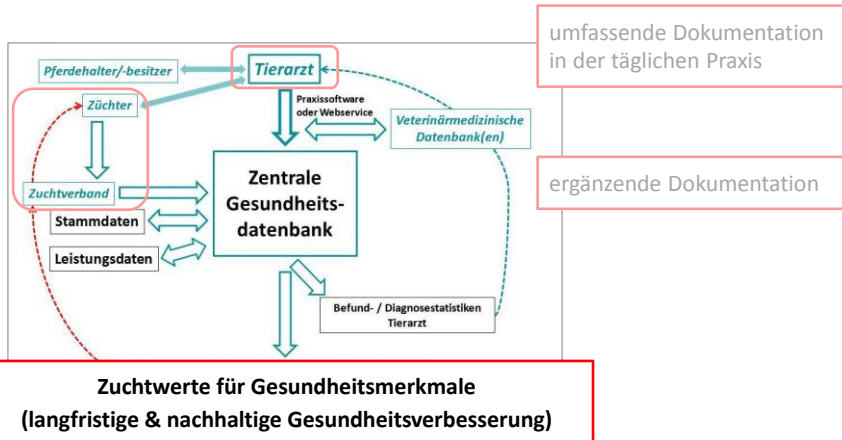 umfassende Dokumentation
in der täglichen Praxis
Pferdehalter/-besitzer
Tierarzt
Züchter
Praxissoftware
oder Webservice
Veterinärmedizinische
Datenbank(en)
ergänzende Dokumentation
Zentrale
Gesundheits-
datenbank
Zuchtverband
Stammdaten
Leistungsdaten
Befund- / Diagnosestatistiken
Tierarzt
Zuchtwerte für Gesundheitsmerkmale
(langfristige & nachhaltige Gesundheitsverbesserung)